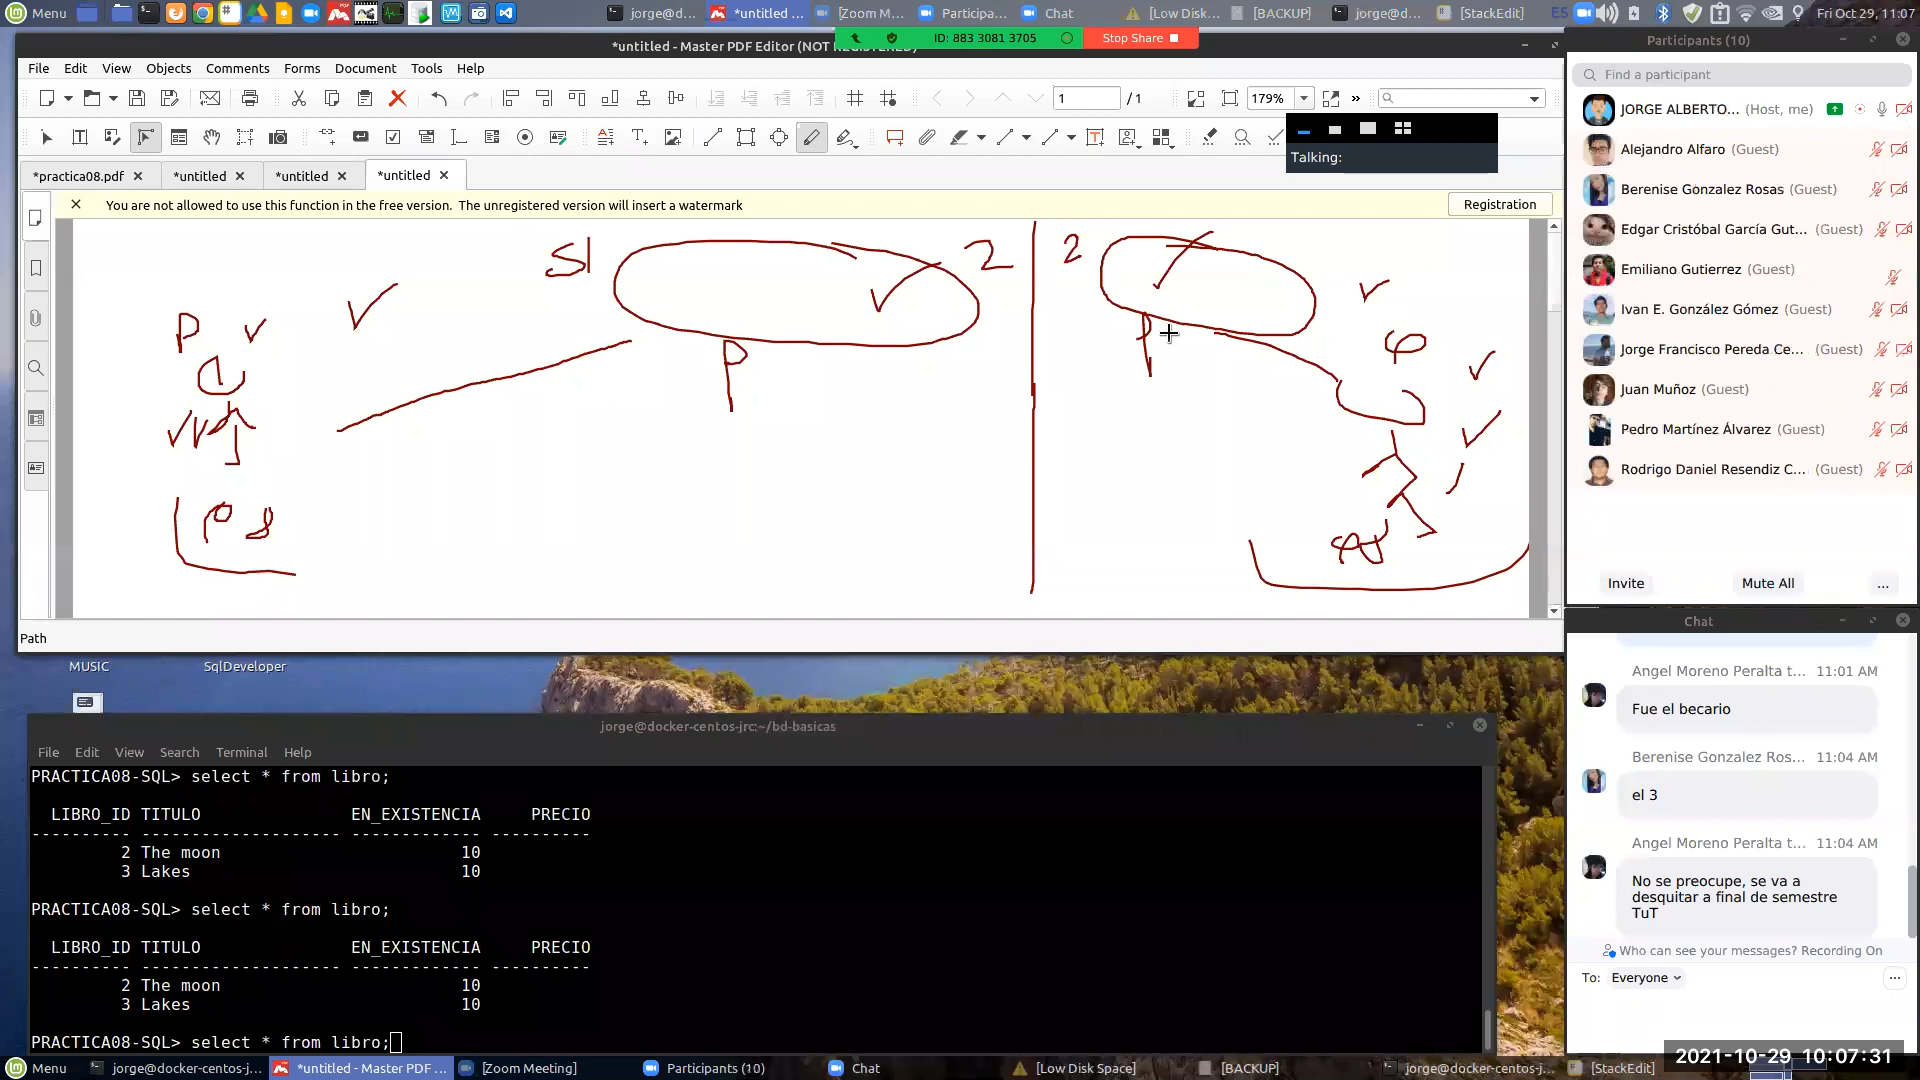 Menu
jorge@d...
*untitled ...
[Zoom M...
Participa...
Chat
[Low Disk...
[BACKUP]
jorge@d...
[StackEdit]
ES
Fri Oct 29, 11:07
*untitled - Master PDF Editor (NOT REGISTERED)
ID: 883 3081 3705
Stop Share
File Edit View Objects Comments Forms Document Tools Help
1 / 1
179%
Talking:
*practica08.pdf
*untitled
*untitled
*untitled
You are not allowed to use this function in the free version. The unregistered version will insert a watermark
Registration
S1
2
2
P
P
P
Path
MUSIC
SqlDeveloper
jorge@docker-centos-jrc:~/bd-basicas
File Edit View Search Terminal Help
PRACTICA08-SQL> select * from libro;
LIBRO_ID TITULO EN_EXISTENCIA PRECIO
---------- -------------------- ------------- ----------
2 The moon 10
3 Lakes 10
PRACTICA08-SQL> select * from libro;
LIBRO_ID TITULO EN_EXISTENCIA PRECIO
---------- -------------------- ------------- ----------
2 The moon 10
3 Lakes 10
PRACTICA08-SQL> select * from libro;
Participants (10)
Find a participant
JORGE ALBERTO... (Host, me)
Alejandro Alfaro (Guest)
Berenise Gonzalez Rosas (Guest)
Edgar Cristóbal García Gut... (Guest)
Emiliano Gutierrez (Guest)
Ivan E. González Gómez (Guest)
Jorge Francisco Pereda Ce... (Guest)
Juan Muñoz (Guest)
Pedro Martínez Álvarez (Guest)
Rodrigo Daniel Resendiz C... (Guest)
Invite
Mute All
...
Chat
Angel Moreno Peralta t... 11:01 AM
Fue el becario
Berenise Gonzalez Ros... 11:04 AM
el 3
Angel Moreno Peralta t... 11:04 AM
No se preocupe, se va a
desquitar a final de semestre
TuT
Who can see your messages? Recording On
To: Everyone
2021-10-29 10:07:31
Menu
jorge@docker-centos-j...
*untitled - Master PDF ...
[Zoom Meeting]
Participants (10)
Chat
[Low Disk Space]
[BACKUP]
jorge@docker-centos-j...
[StackEdit]